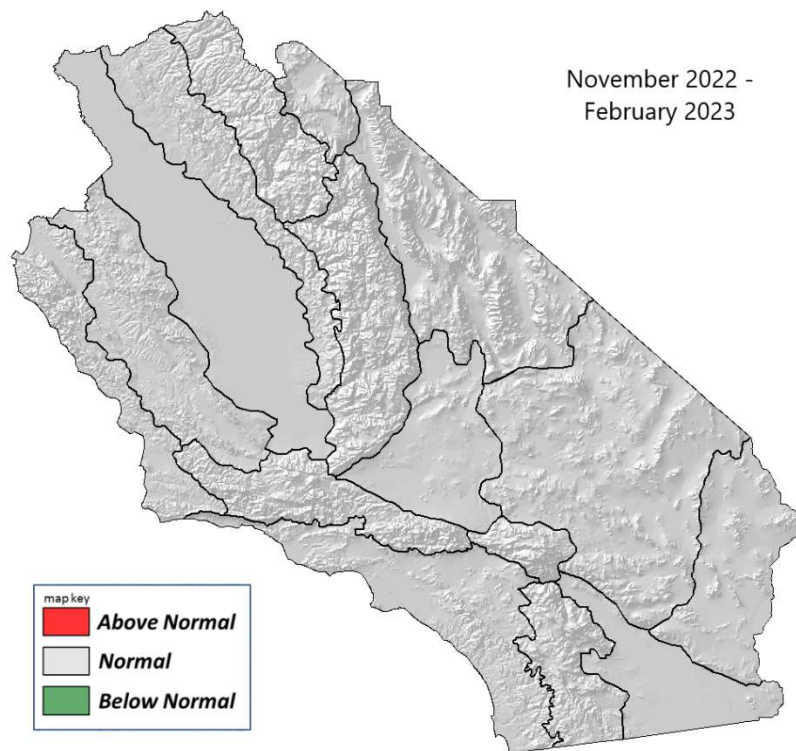 November 2022 -
February 2023
map key
Above Normal
Normal
Below Normal